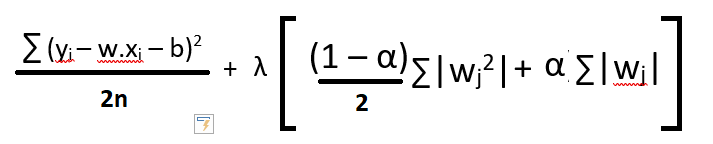 ∑ (yᵢ – w.xᵢ – b)² + λ [ (1 – α) ∑|wⱼ²| + α ∑|wⱼ| ]
2n 2